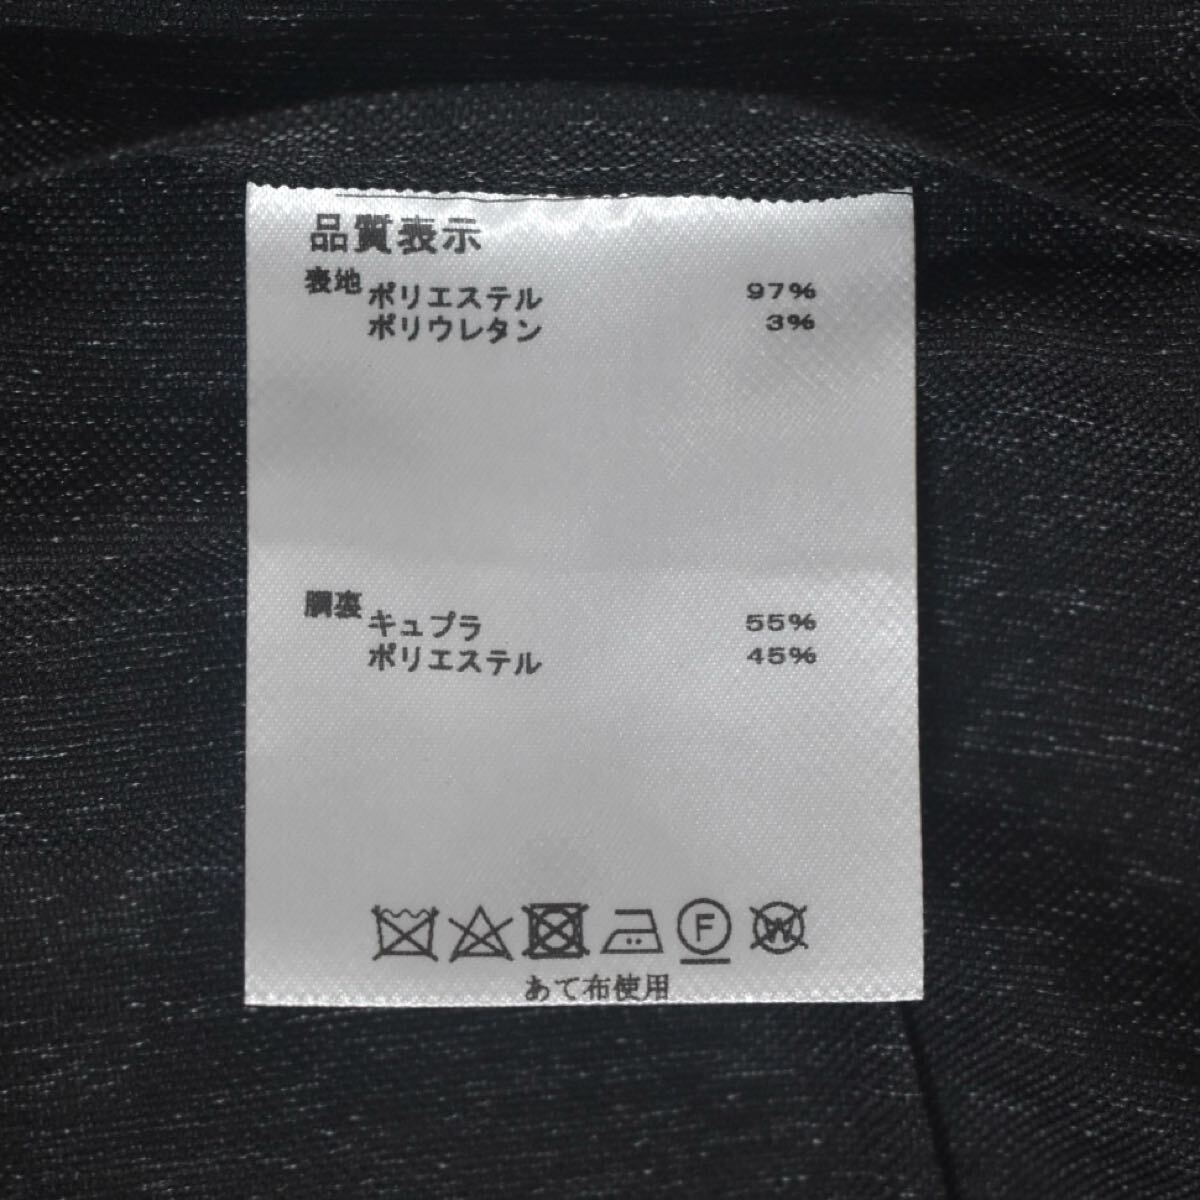 品質表示
表地 ポリエステル 97%
ポリウレタン 3%
胴裏 キュプラ 55%
ポリエステル 45%
F W
あて布使用